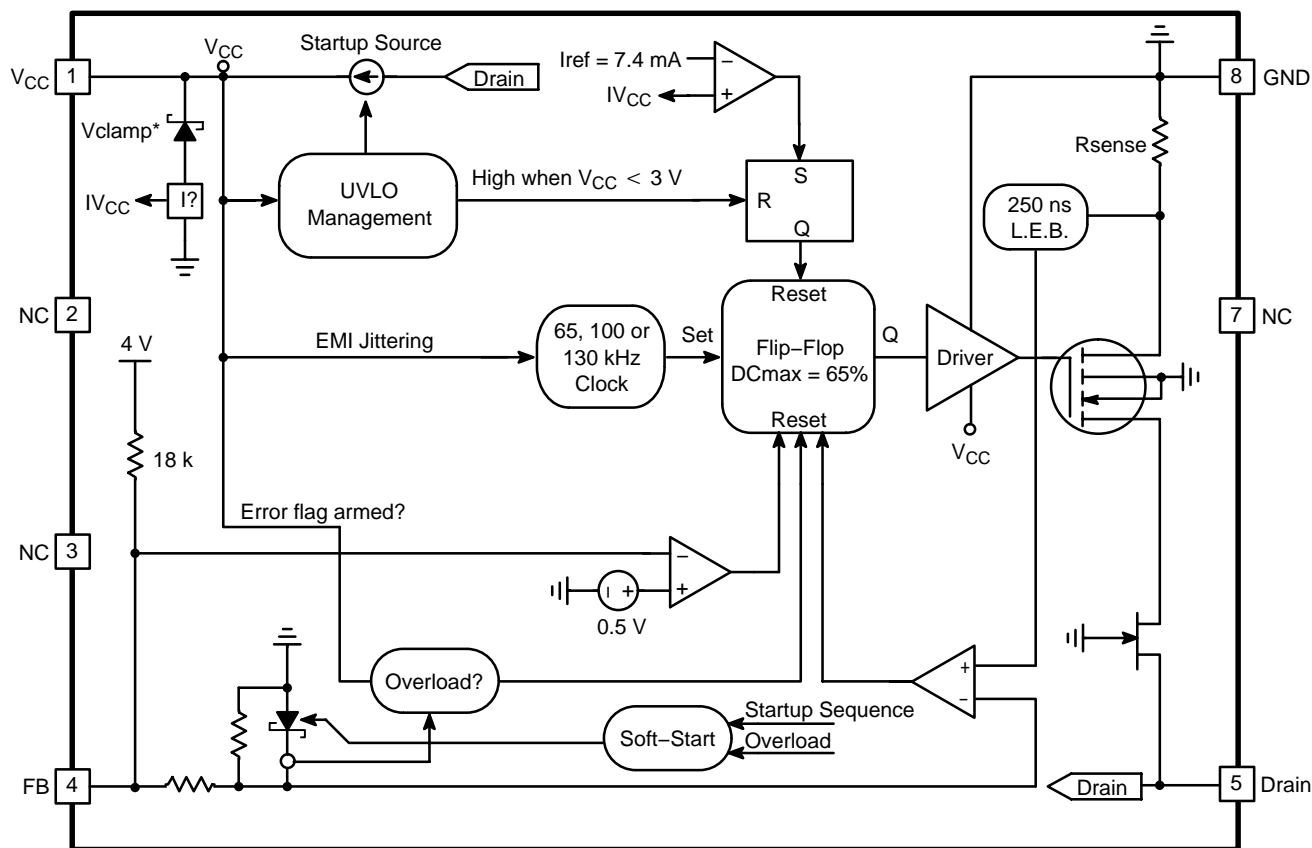 Startup Source
VCC
VCC 1
Drain
Iref = 7.4 mA
−
+
IVCC
8 GND
Vclamp*
Rsense
IVCC
I?
UVLO
Management
High when VCC < 3 V
S
R
Q
250 ns
L.E.B.
NC 2
7 NC
4 V
EMI Jittering
65, 100 or
130 kHz
Clock
Set
Reset
Flip−Flop
DCmax = 65%
Reset
Q
Driver
VCC
18 k
Error flag armed?
NC 3
−
+
+
0.5 V
Overload?
+
−
Soft−Start
Startup Sequence
Overload
FB 4
Drain
5 Drain